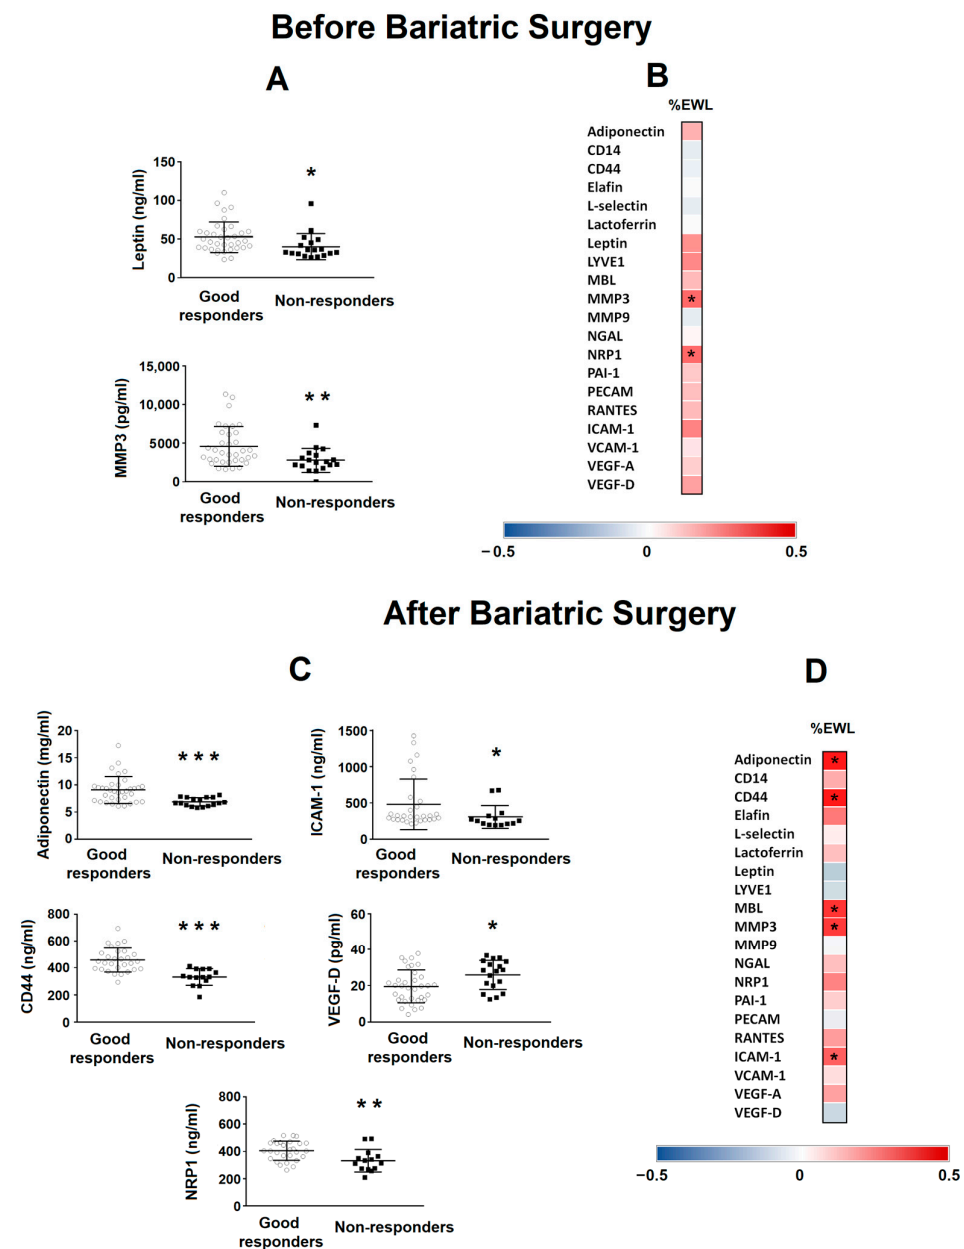 Before Bariatric Surgery
A
B
%EWL
Leptin (ng/ml)
150
100
50
0
*
Good
responders
Non-responders
MMP3 (pg/ml)
15,000
10,000
5000
0
* *
Good
responders
Non-responders
Adiponectin
CD14
CD44
Elafin
L-selectin
Lactoferrin
Leptin
LYVE1
MBL
MMP3 *
MMP9
NGAL
NRP1 *
PAI-1
PECAM
RANTES
ICAM-1
VCAM-1
VEGF-A
VEGF-D
−0.5 0 0.5
After Bariatric Surgery
C
D
Adiponectin (mg/ml)
20
15
10
5
0
* * *
Good
responders
Non-responders
ICAM-1 (ng/ml)
1500
1000
500
0
*
Good
responders
Non-responders
CD44 (ng/ml)
800
600
400
200
0
* * *
Good
responders
Non-responders
VEGF-D (pg/ml)
60
40
20
0
*
Good
responders
Non-responders
NRP1 (ng/ml)
800
600
400
200
0
* *
Good
responders
Non-responders
%EWL
Adiponectin *
CD14
CD44 *
Elafin
L-selectin
Lactoferrin
Leptin
LYVE1
MBL *
MMP3 *
MMP9
NGAL
NRP1
PAI-1
PECAM
RANTES
ICAM-1 *
VCAM-1
VEGF-A
VEGF-D
−0.5 0 0.5